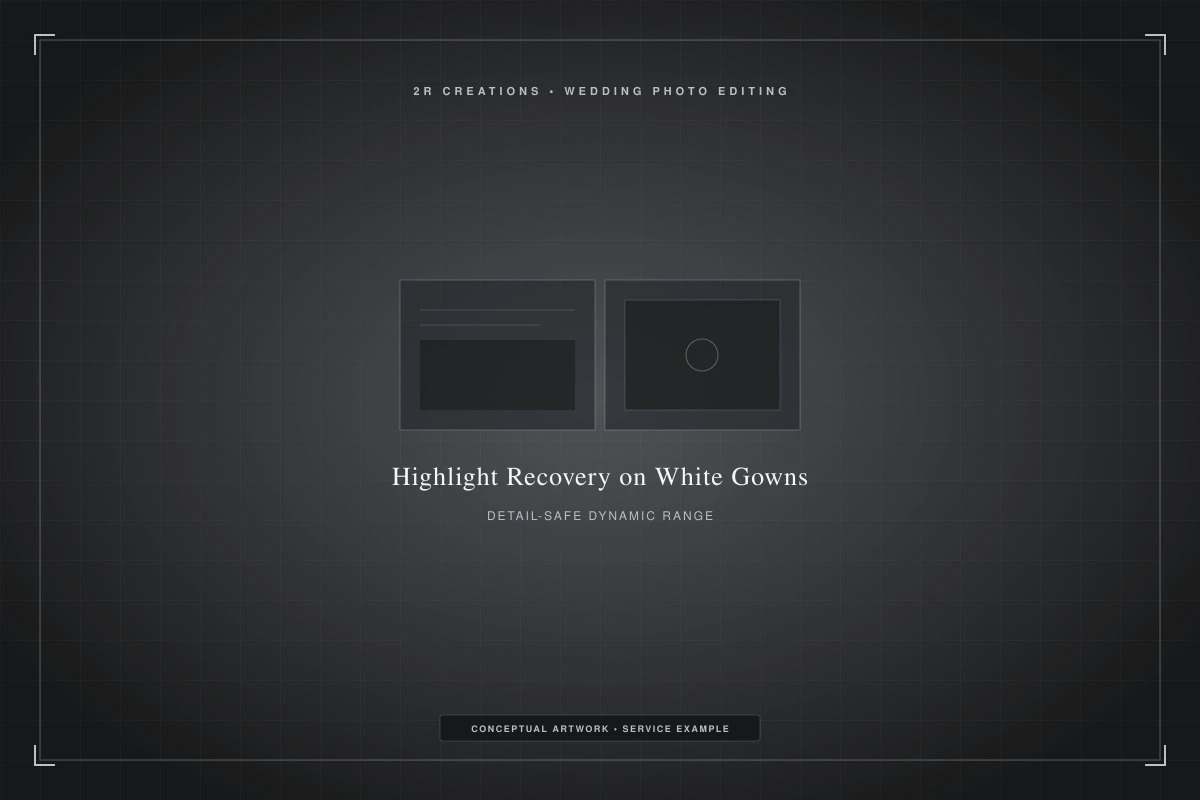 2R CREATIONS • WEDDING PHOTO EDITING
Highlight Recovery on White Gowns
DETAIL-SAFE DYNAMIC RANGE
CONCEPTUAL ARTWORK • SERVICE EXAMPLE